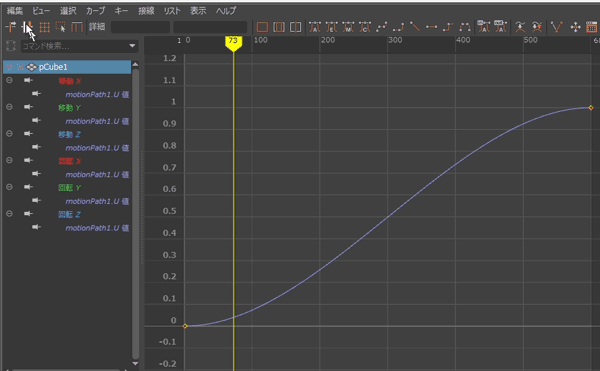 編集 ビュー 選択 カーブ キー 接線 リスト 表示 ヘルプ
詳細
コマンド検索...
pCube1
移動 X
motionPath1.U 値
移動 Y
motionPath1.U 値
移動 Z
motionPath1.U 値
回転 X
motionPath1.U 値
回転 Y
motionPath1.U 値
回転 Z
motionPath1.U 値
1 0 73 100 200 300 400 500
1.2
1.1
1
0.9
0.8
0.7
0.6
0.5
0.4
0.3
0.2
0.1
0
-0.1
-0.2